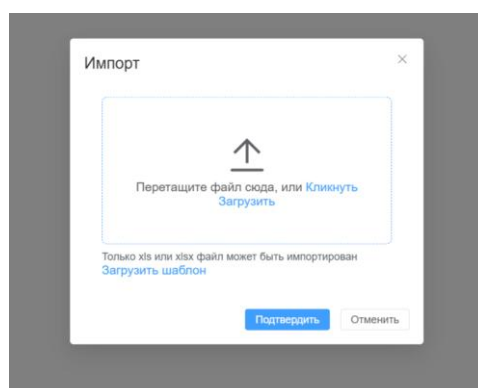 Импорт
Перетащите файл сюда, или Кликнуть
Загрузить
Только xls или xlsx файл может быть импортирован
Загрузить шаблон
Подтвердить Отменить